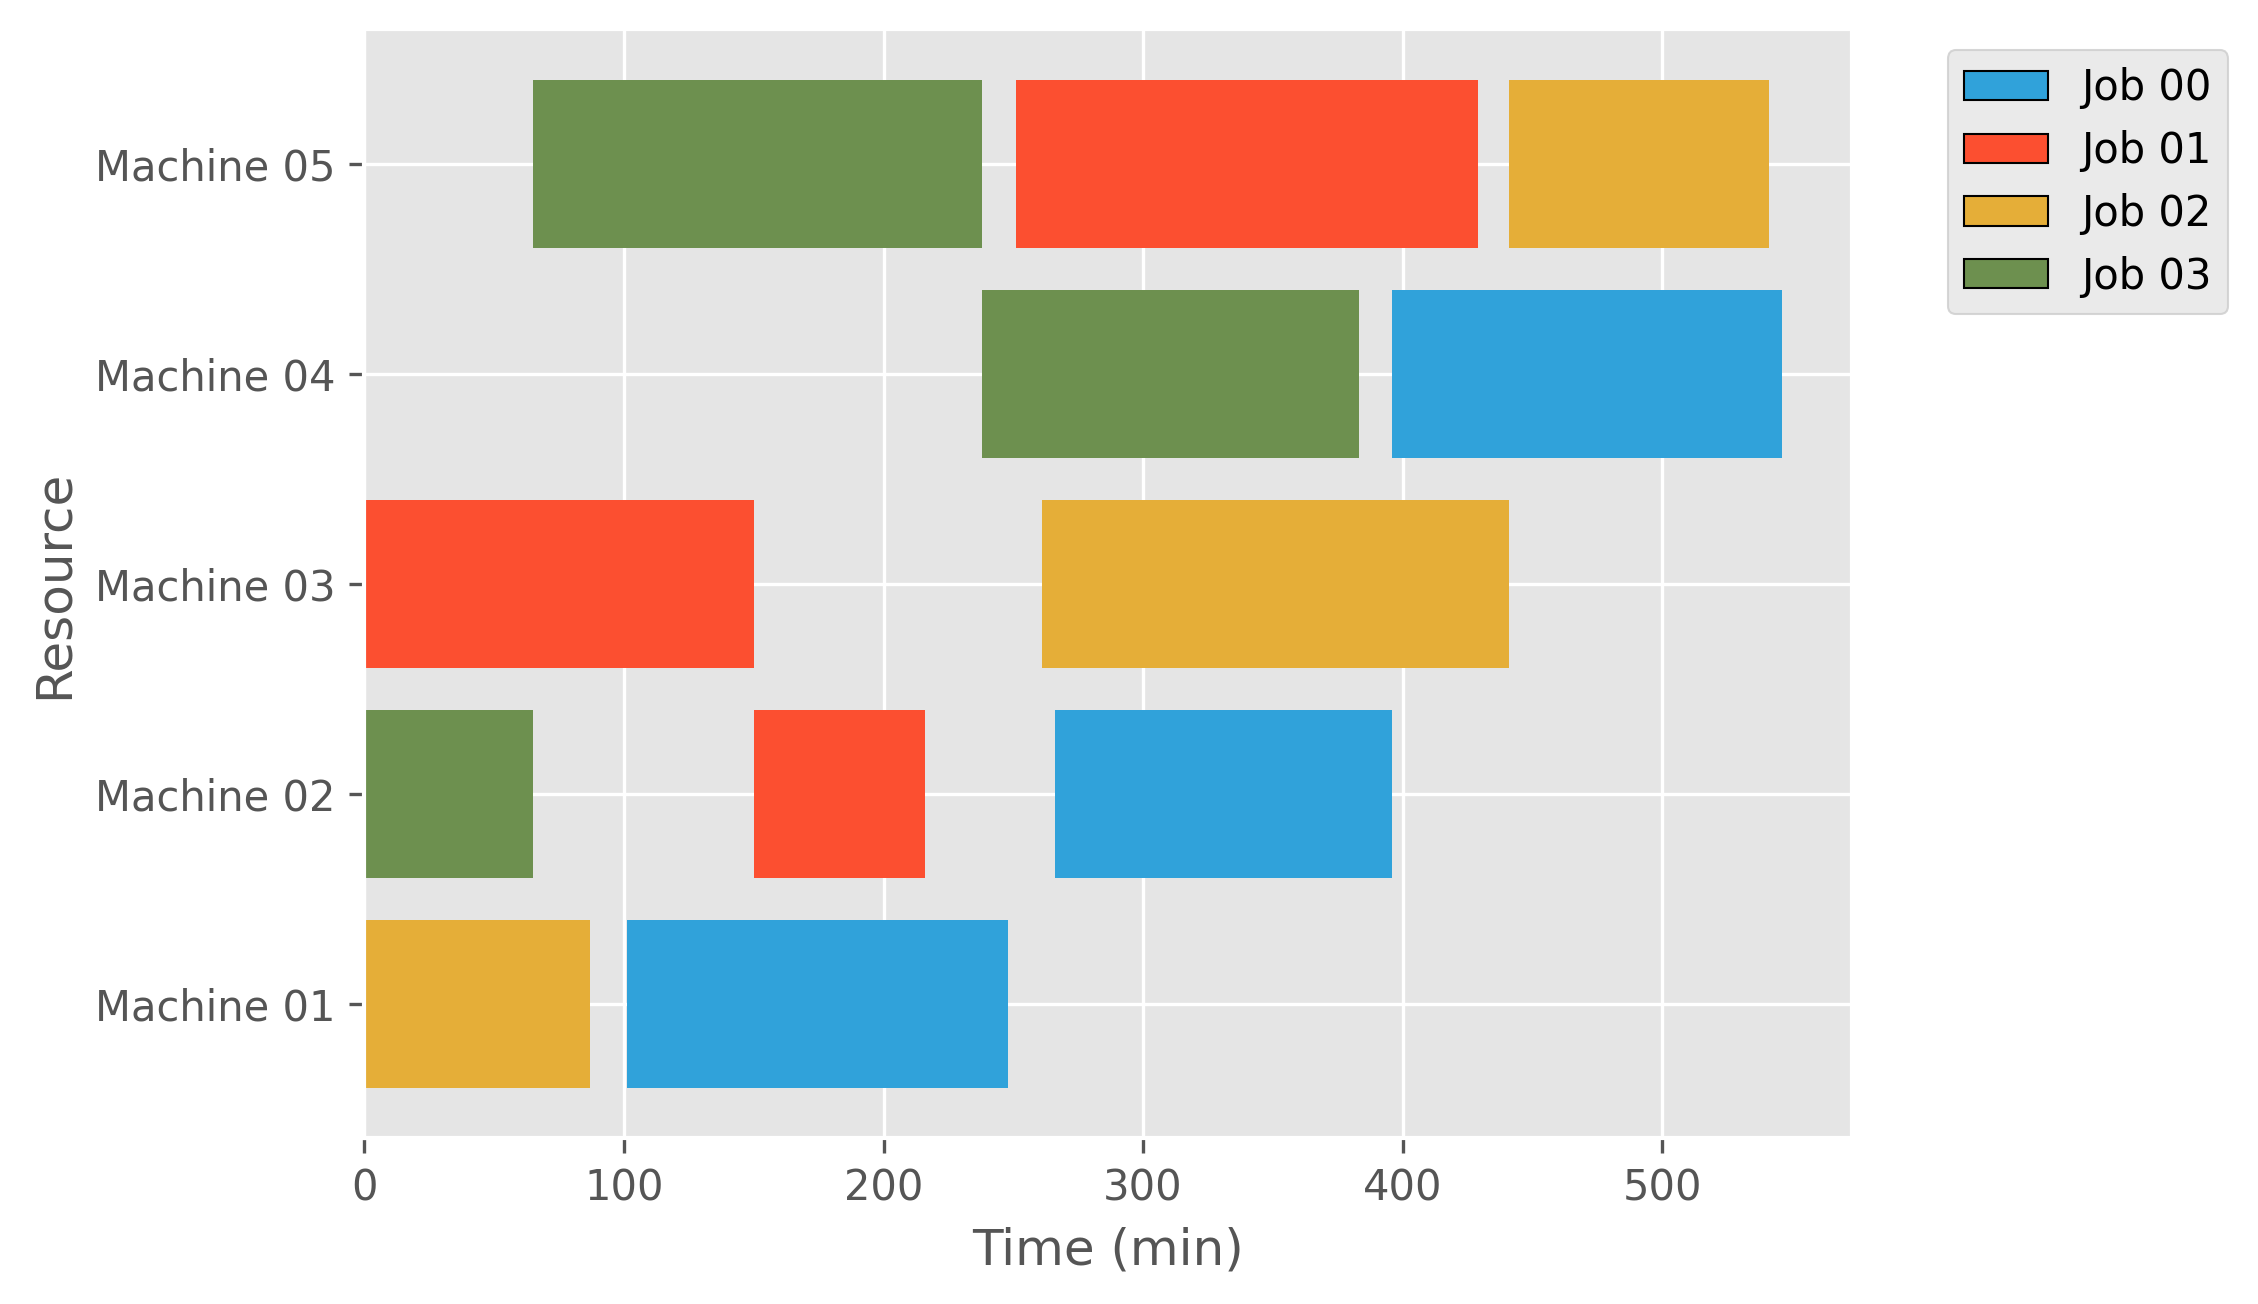 Machine 05
Machine 04
Machine 03
Machine 02
Machine 01
Resource
0 100 200 300 400 500
Time (min)
Job 00
Job 01
Job 02
Job 03